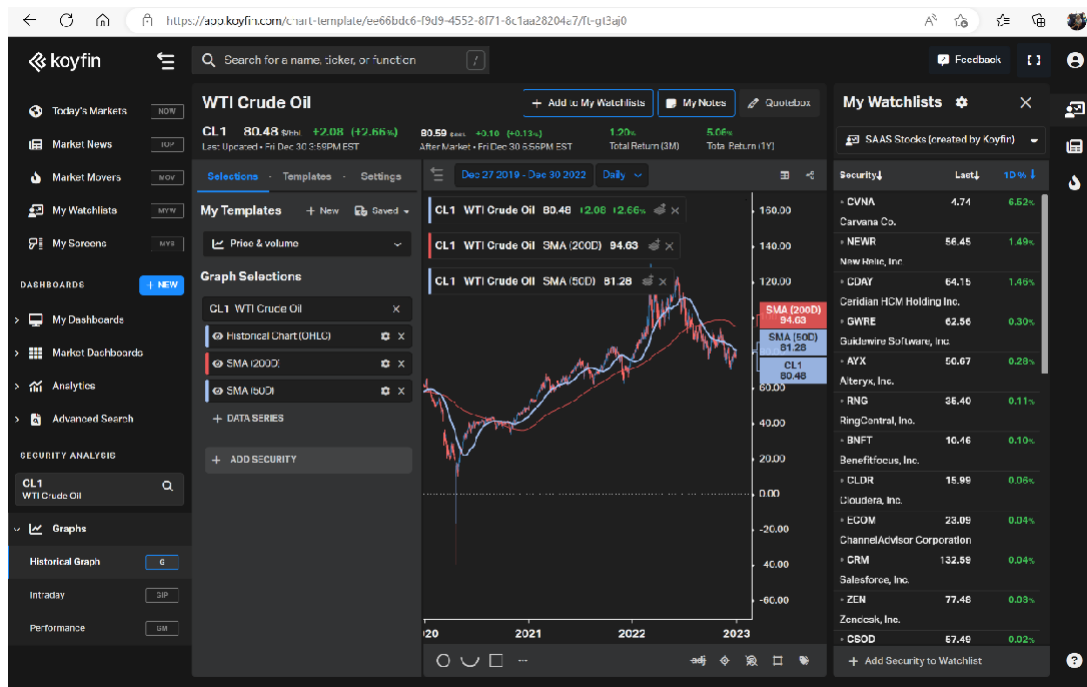 https://app.koyfin.com/chart-template/ee66bdc6-f9d9-4552-8f71-8c1aa28204a7/ft-gt3aj0
koyfin
Search for a name, ticker, or function
/
Feedback
Today's Markets NOW
Market News TOP
Market Movers MOV
My Watchlists MYW
My Screens MYS
DASHBOARDS
+ NEW
My Dashboards
Market Dashboards
Analytics
Advanced Search
SECURITY ANALYSIS
CL1
WTI Crude Oil
Graphs
Historical Graph G
Intraday GIP
Performance GM
WTI Crude Oil
+ Add to My Watchlists
My Notes
Quotebox
CL1 80.48 $/bbl +2.08 (+2.66%)
Last Updated • Fri Dec 30 3:59PM EST
80.59 +0.10 (+0.13%)
After Market • Fri Dec 30 5:56PM EST
1.20%
Total Return (3M)
5.06%
Total Return (1Y)
Selections · Templates · Settings
My Templates + New Saved
Price & volume
Graph Selections
CL1 WTI Crude Oil
Historical Chart (OHLC)
SMA (200D)
SMA (50D)
+ DATA SERIES
+ ADD SECURITY
Dec 27 2019 - Dec 30 2022
Daily
CL1 WTI Crude Oil 80.48 +2.08 +2.66%
CL1 WTI Crude Oil SMA (200D) 94.63
CL1 WTI Crude Oil SMA (50D) 81.28
160.00
140.00
120.00
SMA (200D)
94.63
SMA (50D)
81.28
CL1
80.48
60.00
40.00
20.00
0.00
-20.00
-40.00
-60.00
2021
2022
2023
adj
My Watchlists
SAAS Stocks (created by Koyfin)
Security↓ Last↓ 1D % ↓
CVNA 4.74 6.52%
Carvana Co.
NEWR 56.45 1.49%
New Relic, Inc.
CDAY 64.15 1.46%
Ceridian HCM Holding Inc.
GWRE 62.56 0.30%
Guidewire Software, Inc.
AYX 50.67 0.28%
Alteryx, Inc.
RNG 35.40 0.11%
RingCentral, Inc.
BNFT 10.46 0.10%
Benefitfocus, Inc.
CLDR 15.99 0.06%
Cloudera, Inc.
ECOM 23.09 0.04%
ChannelAdvisor Corporation
CRM 132.59 0.04%
Salesforce, Inc.
ZEN 77.48 0.03%
Zendesk, Inc.
CSOD 57.49 0.02%
+ Add Security to Watchlist